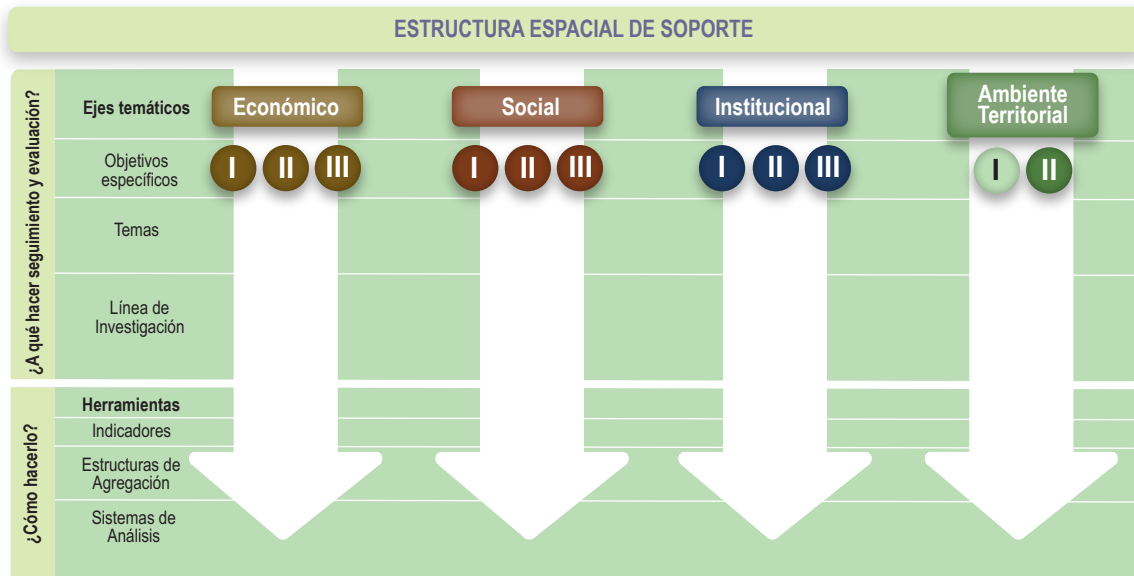 ESTRUCTURA ESPACIAL DE SOPORTE
¿A qué hacer seguimiento y evaluación?
Ejes temáticos
Económico
Social
Institucional
Ambiente
Territorial
Objetivos
específicos
I II III
I II III
I II III
I II
Temas
Línea de
Investigación
¿Cómo hacerlo?
Herramientas
Indicadores
Estructuras de
Agregación
Sistemas de
Análisis